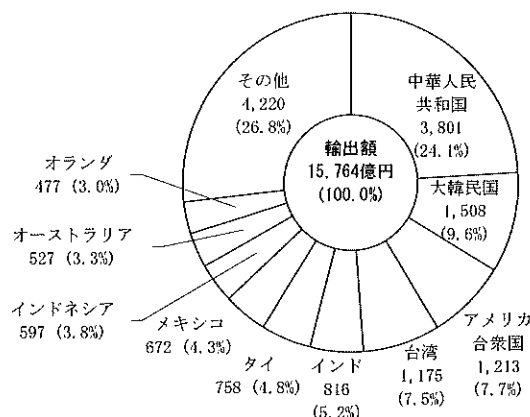 輸出額
15,764億円
(100.0%)
中華人民
共和国
3,801
(24.1%)
大韓民国
1,508
(9.6%)
アメリカ
合衆国
1,213
(7.7%)
台湾
1,175
(7.5%)
インド
816
(5.2%)
タイ
758 (4.8%)
メキシコ
672 (4.3%)
インドネシア
597 (3.8%)
オーストラリア
527 (3.3%)
オランダ
477 (3.0%)
その他
4,220
(26.8%)